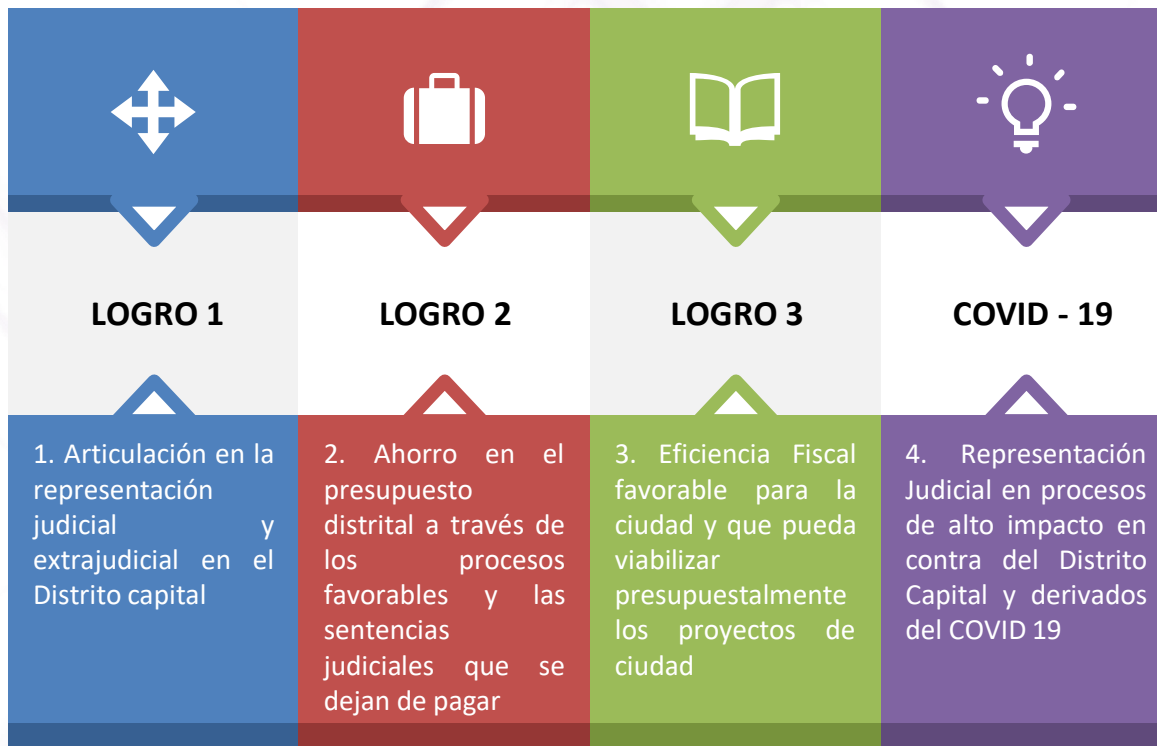 LOGRO 1
1. Articulación en la
representación
judicial y
extrajudicial en el
Distrito capital
LOGRO 2
2. Ahorro en el
presupuesto
distrital a través de
los procesos
favorables y las
sentencias
judiciales que se
dejan de pagar
LOGRO 3
3. Eficiencia Fiscal
favorable para la
ciudad y que pueda
viabilizar
presupuestalmente
los proyectos de
ciudad
COVID - 19
4. Representación
Judicial en procesos
de alto impacto en
contra del Distrito
Capital y derivados
del COVID 19